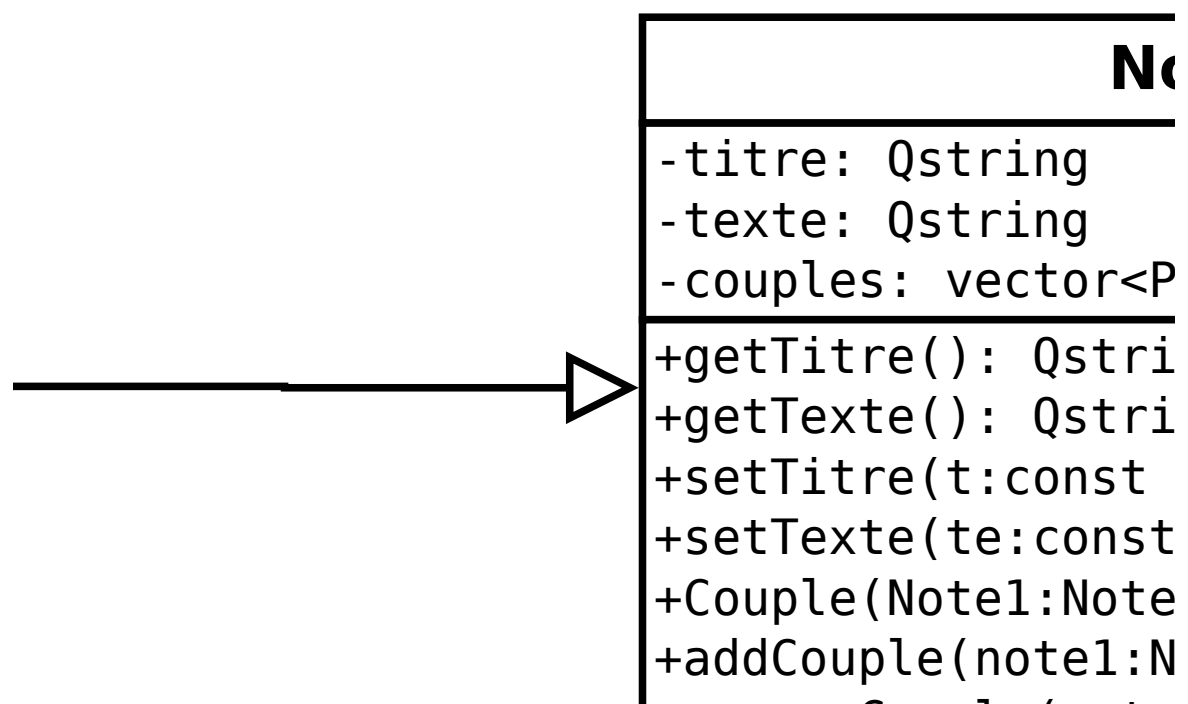 No
-titre: Qstring
-texte: Qstring
-couples: vector<P
+getTitre(): Qstri
+getTexte(): Qstri
+setTitre(t:const
+setTexte(te:const
+Couple(Note1:Note
+addCouple(note1:N